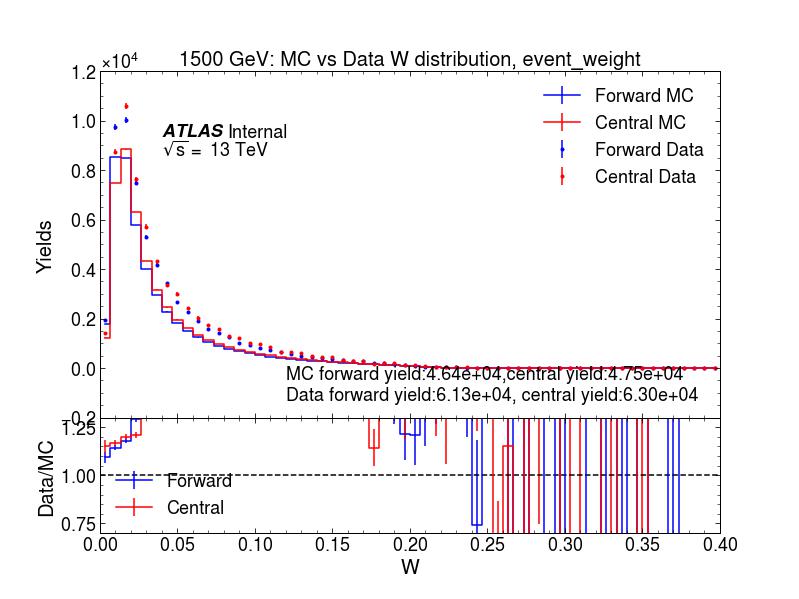 ×10⁴
1500 GeV: MC vs Data W distribution, event_weight
1.2
1.0
0.8
0.6
0.4
0.2
0.0
0.2
Yields
ATLAS Internal
√s = 13 TeV
Forward MC
Central MC
Forward Data
Central Data
MC forward yield:4.64e+04,central yield:4.75e+04
Data forward yield:6.13e+04, central yield:6.30e+04
1.25
1.00
0.75
Data/MC
Forward
Central
0.00 0.05 0.10 0.15 0.20 0.25 0.30 0.35 0.40
W